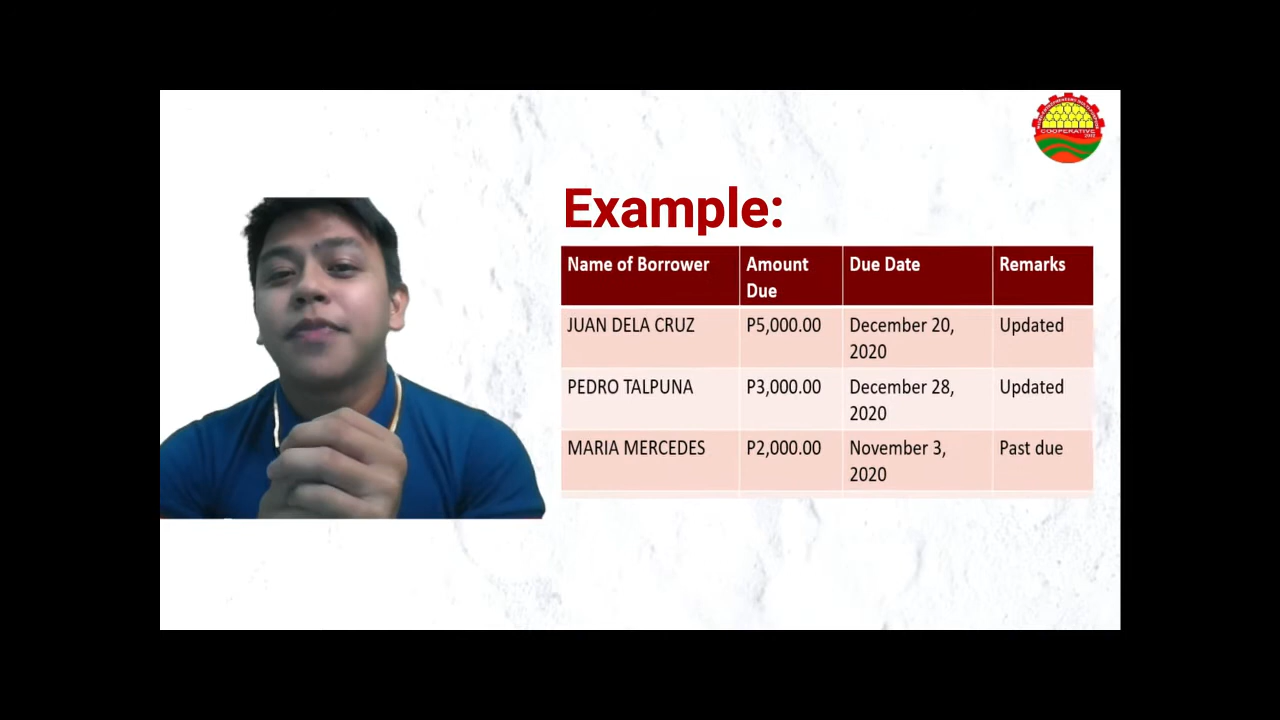 COOPERATIVE
Example:
Name of Borrower Amount Due Due Date Remarks
JUAN DELA CRUZ P5,000.00 December 20, 2020 Updated
PEDRO TALPUNA P3,000.00 December 28, 2020 Updated
MARIA MERCEDES P2,000.00 November 3, 2020 Past due